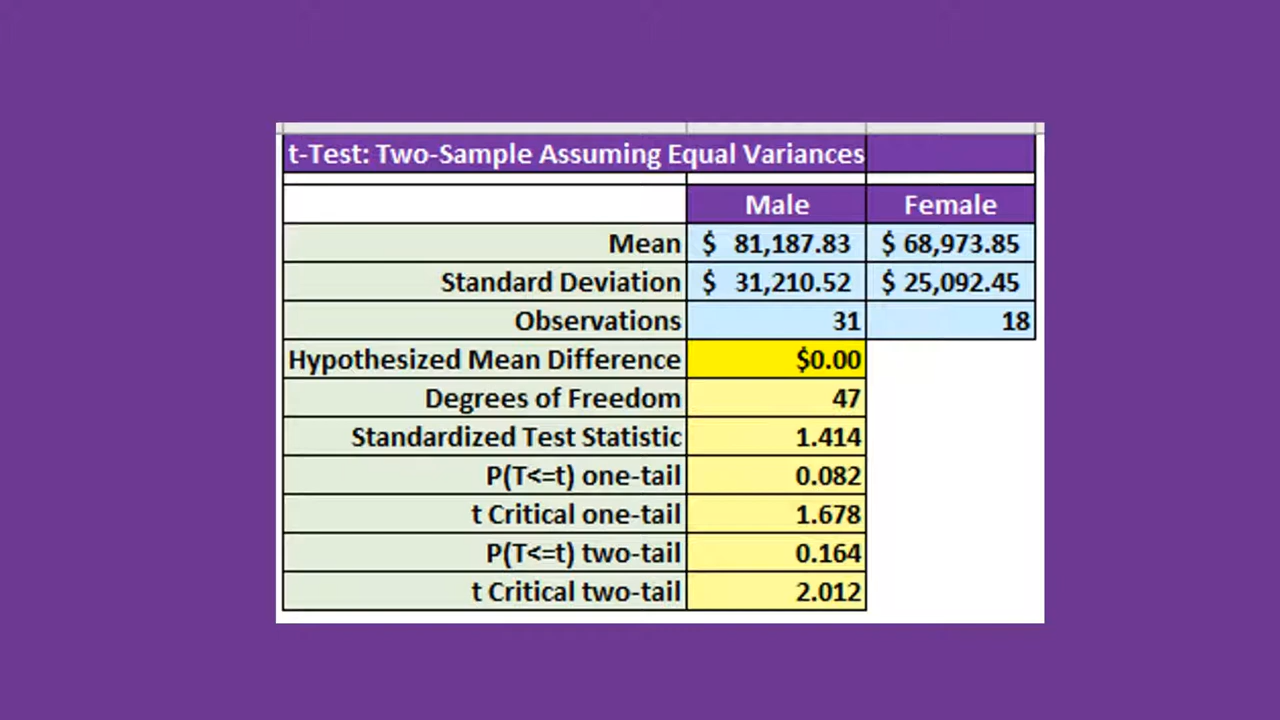 t-Test: Two-Sample Assuming Equal Variances
Male Female
Mean $ 81,187.83 $ 68,973.85
Standard Deviation $ 31,210.52 $ 25,092.45
Observations 31 18
Hypothesized Mean Difference $0.00
Degrees of Freedom 47
Standardized Test Statistic 1.414
P(T<=t) one-tail 0.082
t Critical one-tail 1.678
P(T<=t) two-tail 0.164
t Critical two-tail 2.012